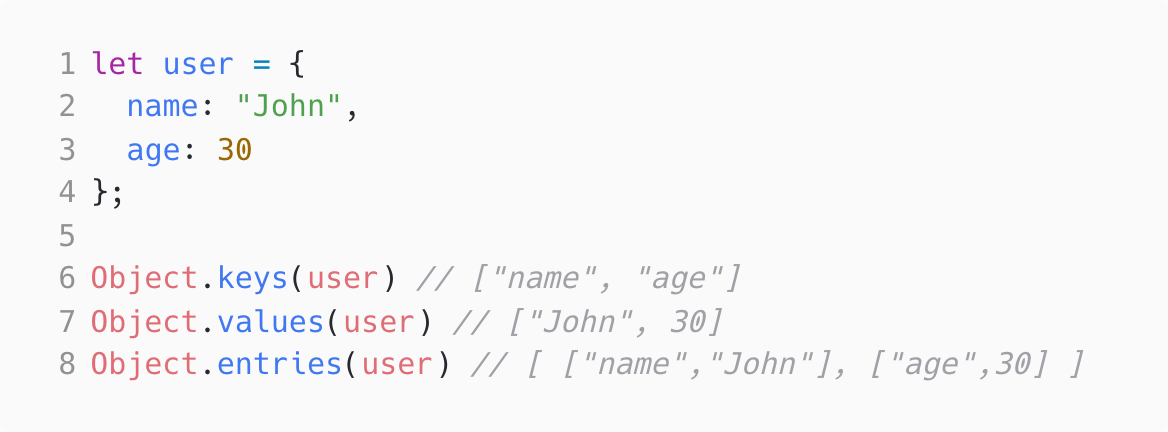 1 let user = {
2   name: "John",
3   age: 30
4 };
5
6 Object.keys(user) // ["name", "age"]
7 Object.values(user) // ["John", 30]
8 Object.entries(user) // [ ["name","John"], ["age",30] ]